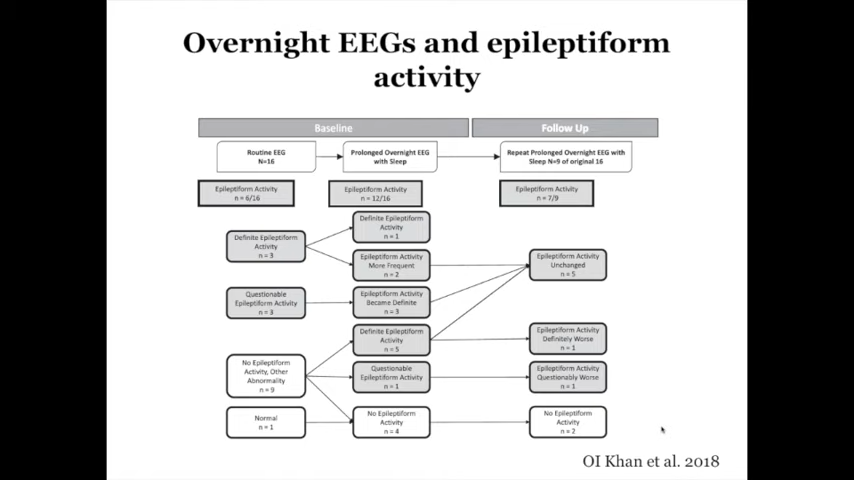 Overnight EEGs and epileptiform
activity
Baseline
Follow Up
Routine EEG
N=16
Prolonged Overnight EEG
with Sleep
Repeat Prolonged Overnight EEG with
Sleep N=9 of original 16
Epileptiform Activity
n = 6/16
Epileptiform Activity
n = 12/16
Epileptiform Activity
n = 7/9
Definite Epileptiform
Activity
n = 3
Definite Epileptiform
Activity
n = 1
Epileptiform Activity
More Frequent
n = 2
Epileptiform Activity
Unchanged
n = 5
Questionable
Epileptiform Activity
n = 3
Epileptiform Activity
Became Definite
n = 3
Definite Epileptiform
Activity
n = 5
Epileptiform Activity
Definitely Worse
n = 1
No Epileptiform
Activity, Other
Abnormality
n = 9
Questionable
Epileptiform Activity
n = 1
Epileptiform Activity
Questionably Worse
n = 1
Normal
n = 1
No Epileptiform
Activity
n = 4
No Epileptiform
Activity
n = 2
OI Khan et al. 2018